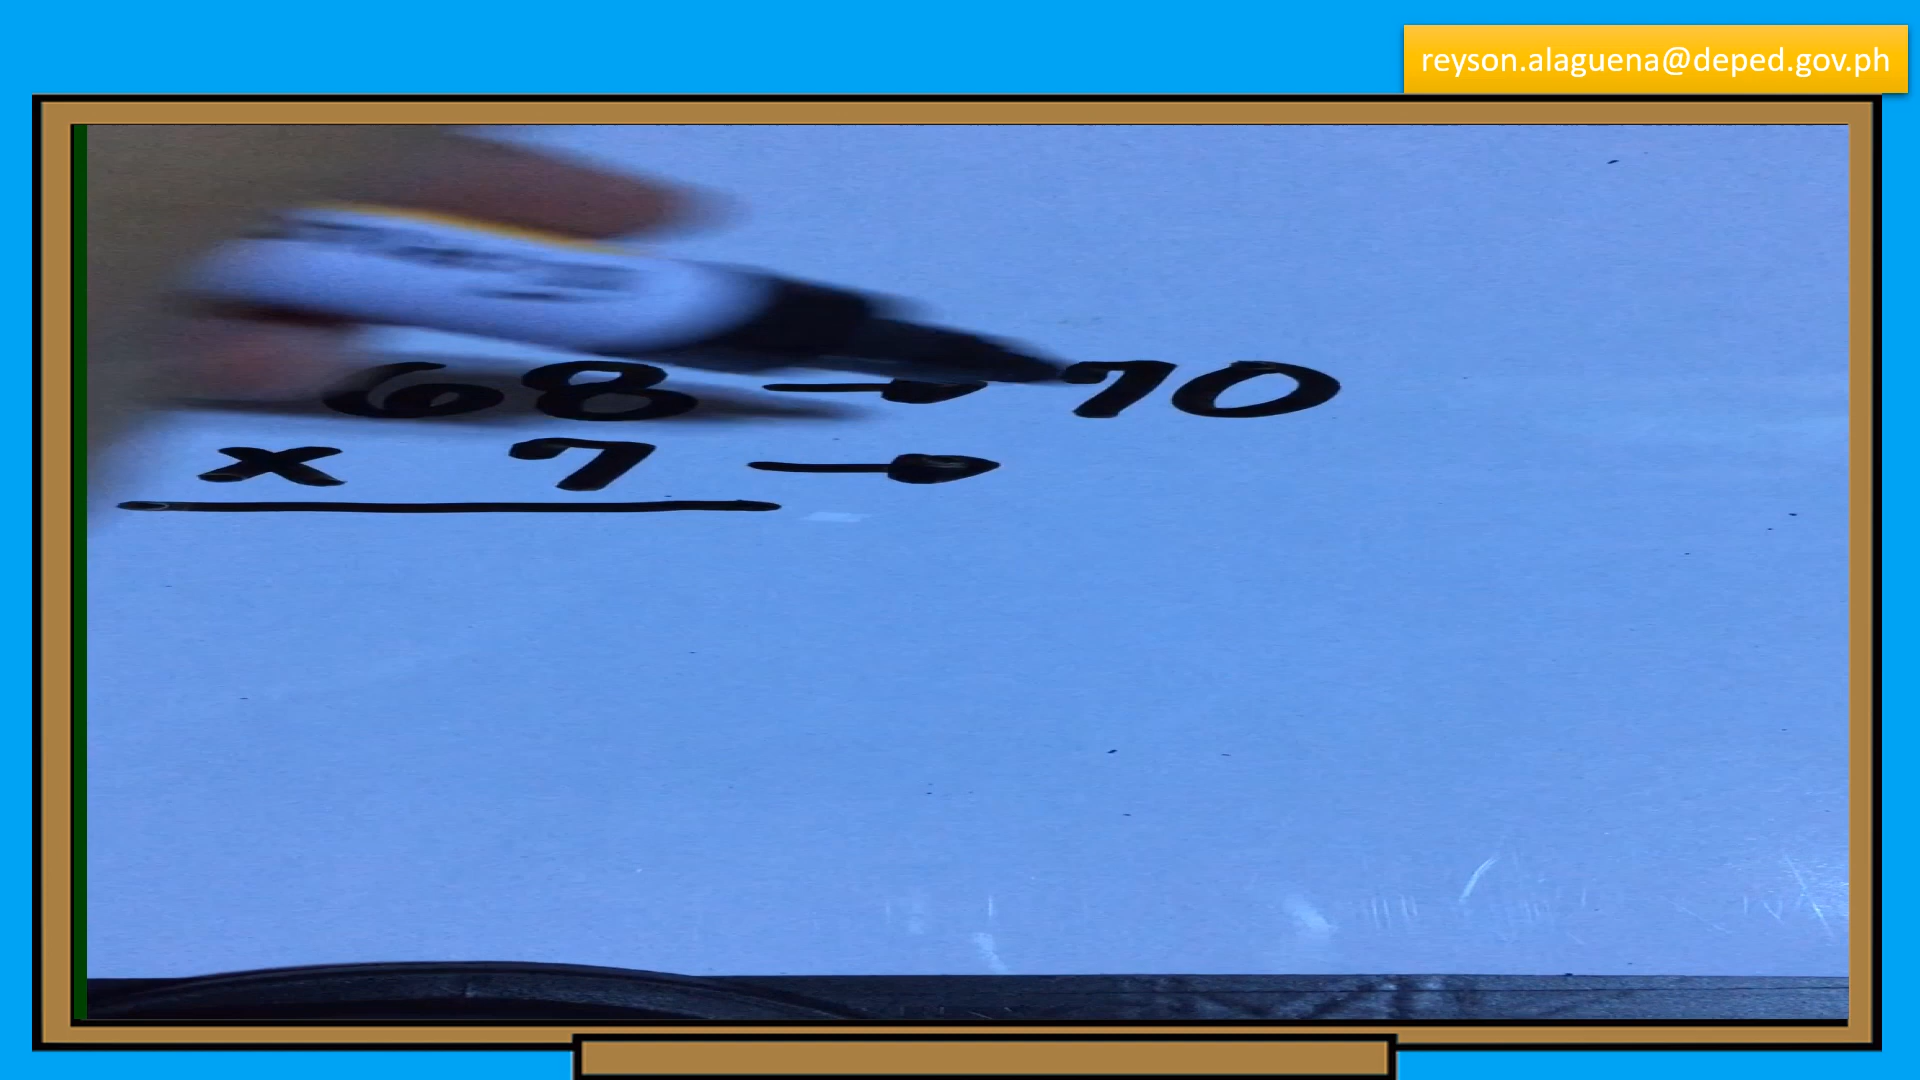 reyson.alaguena@deped.gov.ph
68 → 70
x 7 →